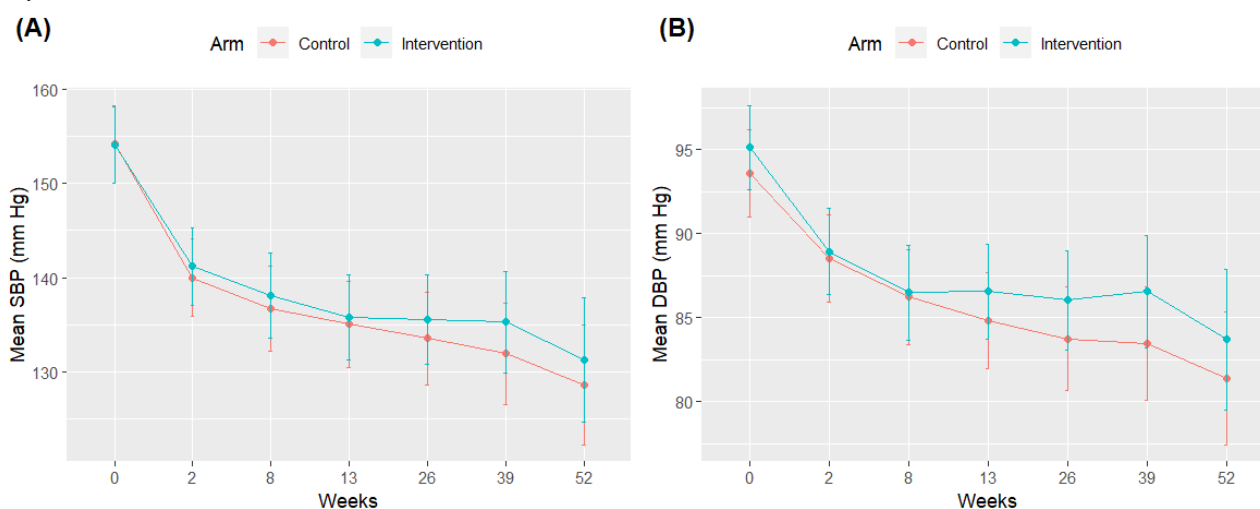 (A)
Arm Control Intervention
Mean SBP (mm Hg)
160
150
140
130
0 2 8 13 26 39 52
Weeks
(B)
Arm Control Intervention
Mean DBP (mm Hg)
95
90
85
80
0 2 8 13 26 39 52
Weeks